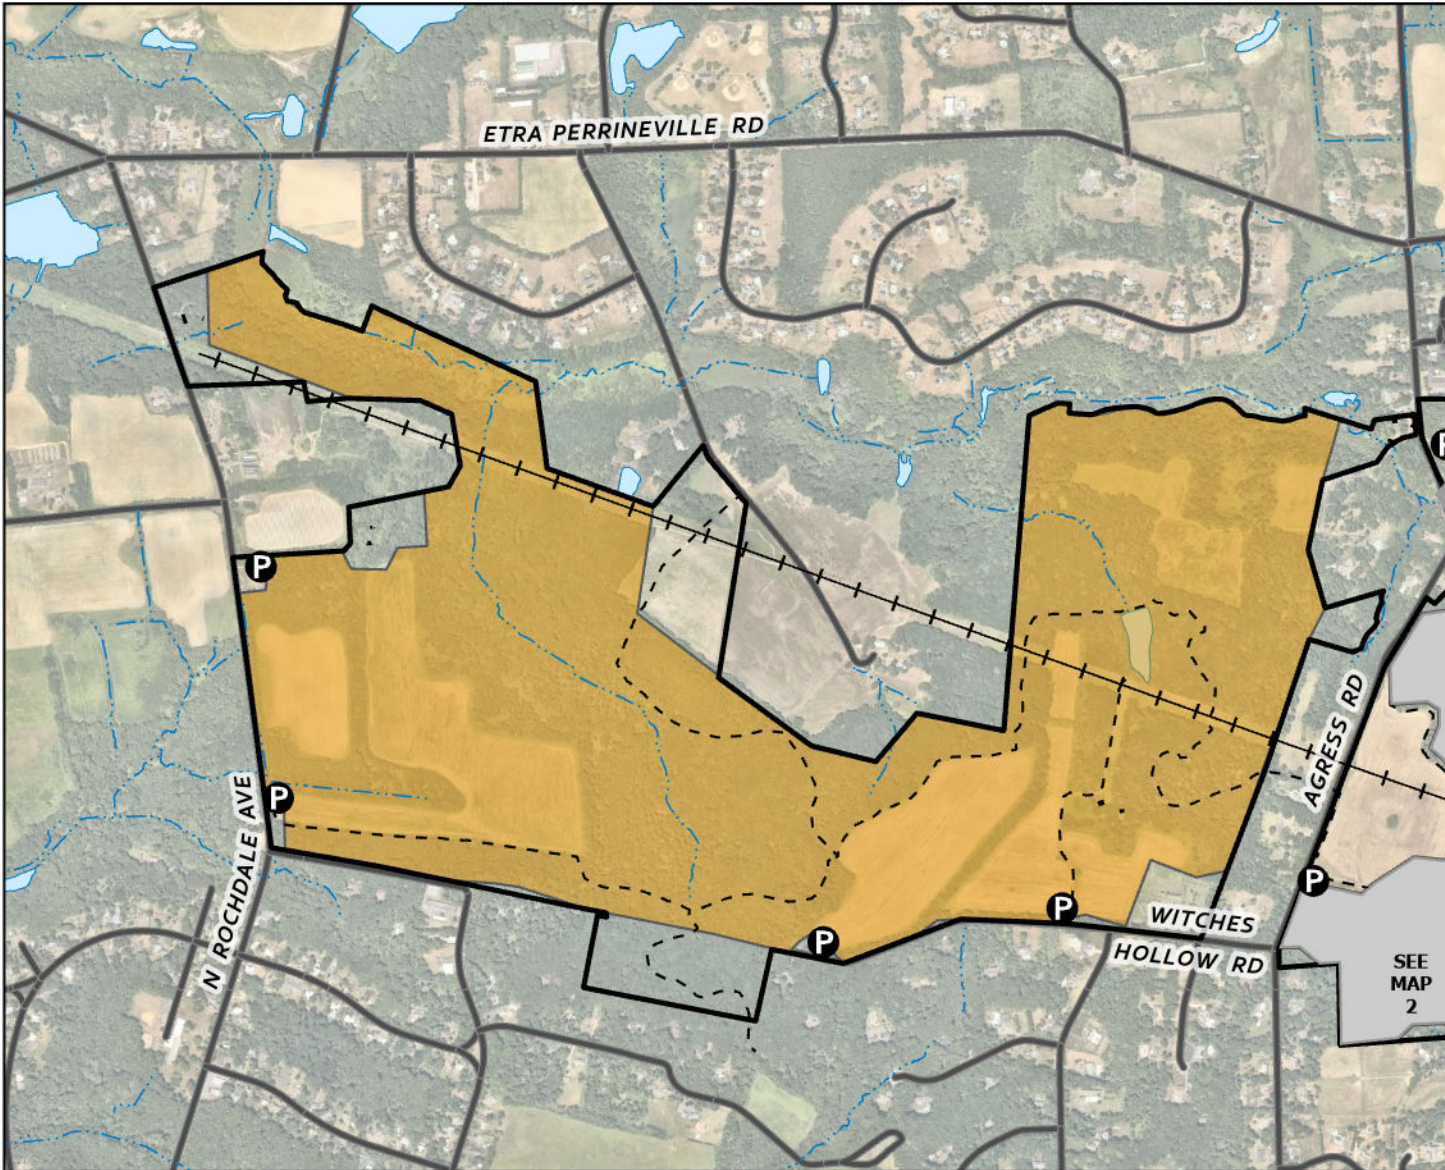 ETRA PERRINEVILLE RD
P
P
P
N ROCHDALE AVE
AGRESS RD
P
P
P
WITCHES
HOLLOW RD
SEE
MAP
2